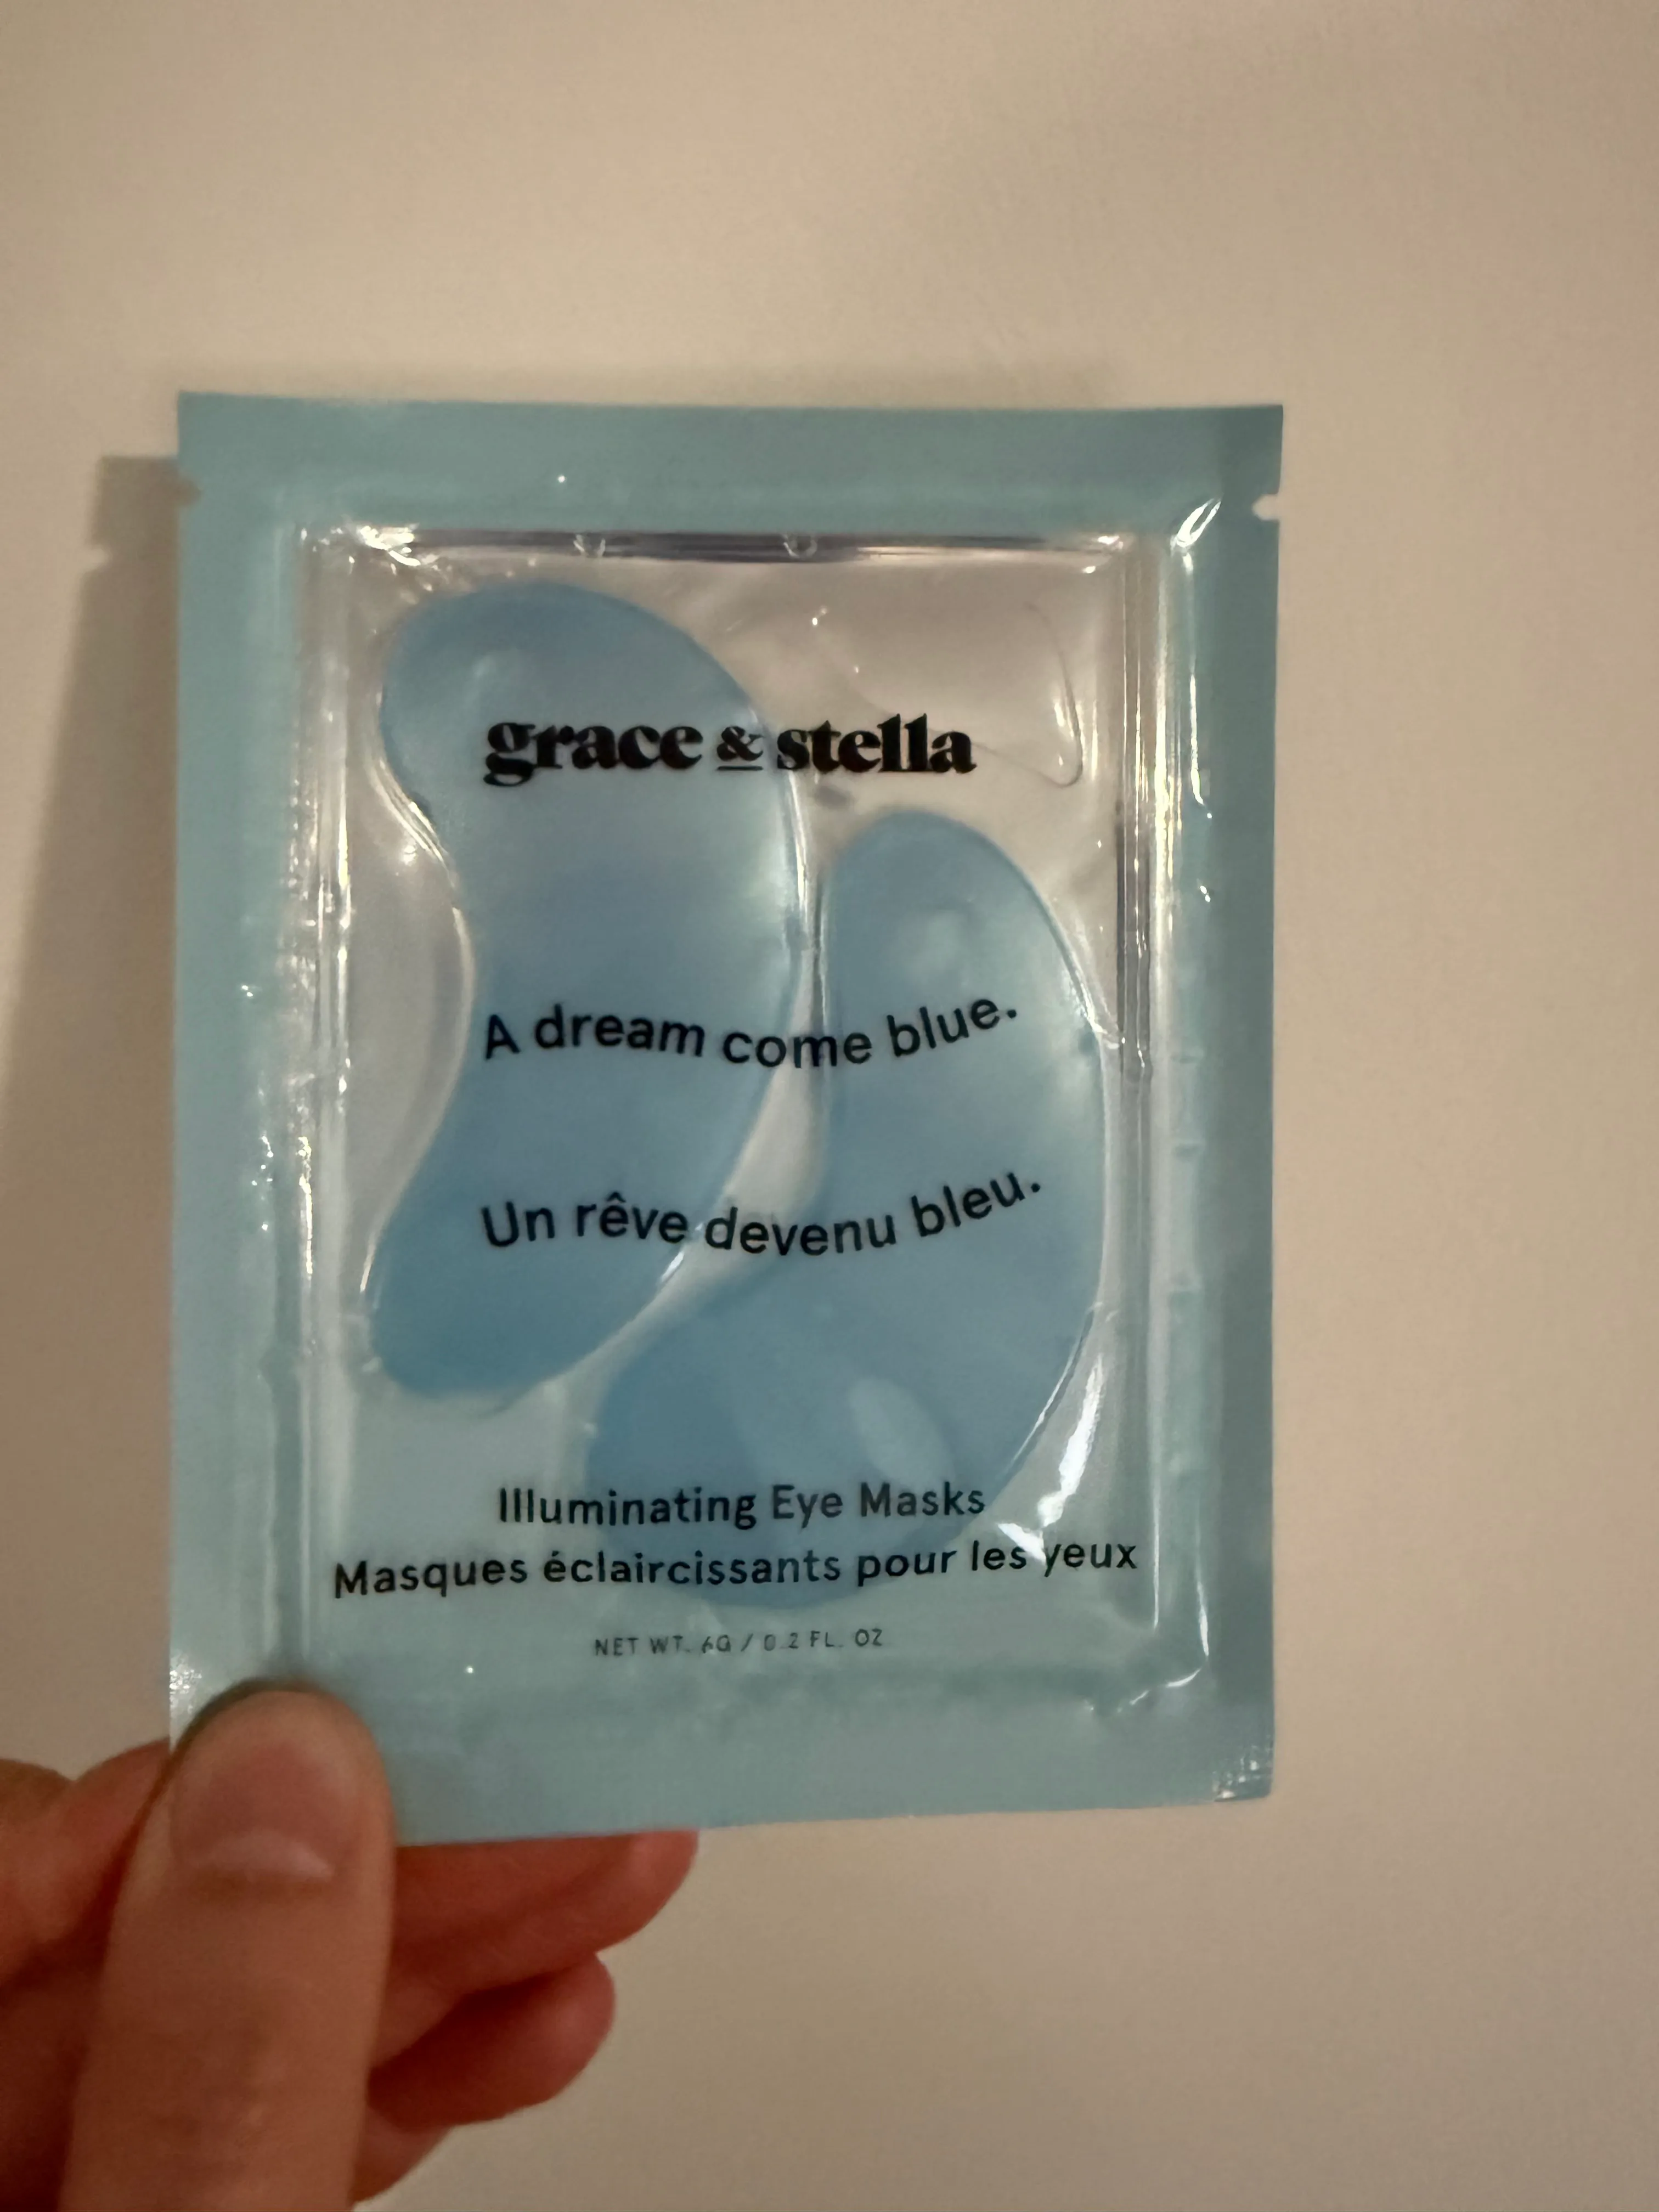 grace & stella
A dream come blue.
Un rêve devenu bleu.
Illuminating Eye Masks
Masques éclaircissants pour les yeux
NET WT. 6G / 0.2 FL. OZ